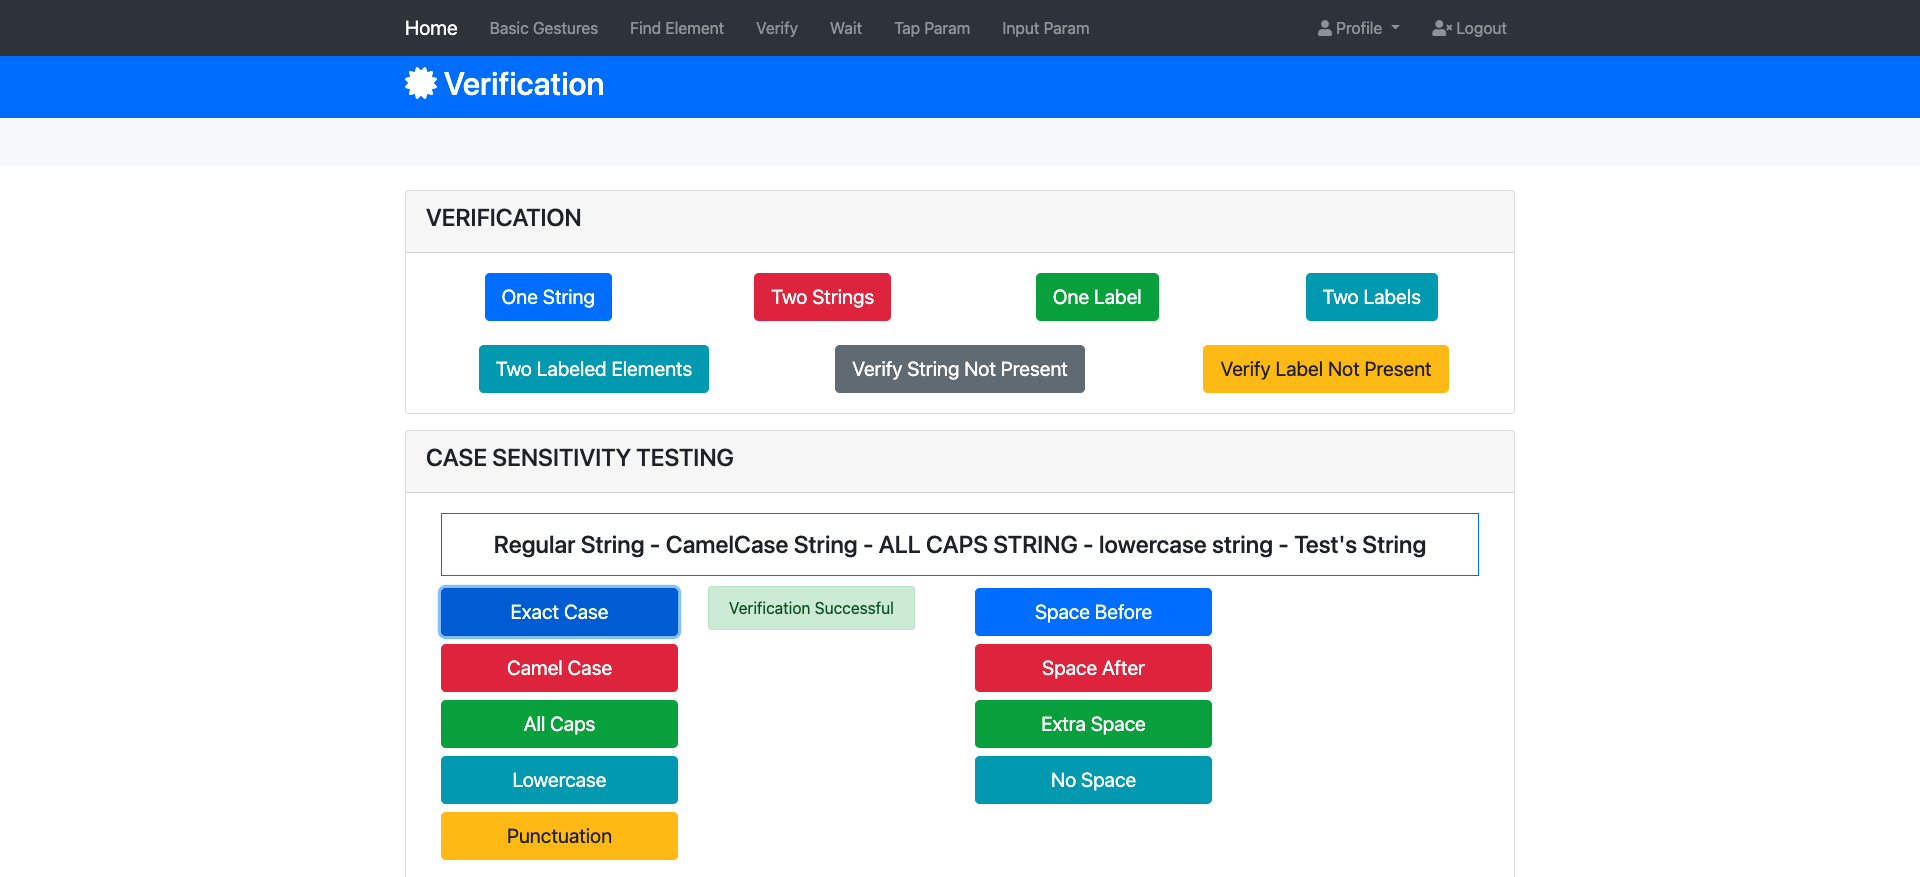 Home Basic Gestures Find Element Verify Wait Tap Param Input Param Profile Logout
Verification
VERIFICATION
One String Two Strings One Label Two Labels
Two Labeled Elements Verify String Not Present Verify Label Not Present
CASE SENSITIVITY TESTING
Regular String - CamelCase String - ALL CAPS STRING - lowercase string - Test's String
Exact Case Verification Successful Space Before
Camel Case Space After
All Caps Extra Space
Lowercase No Space
Punctuation